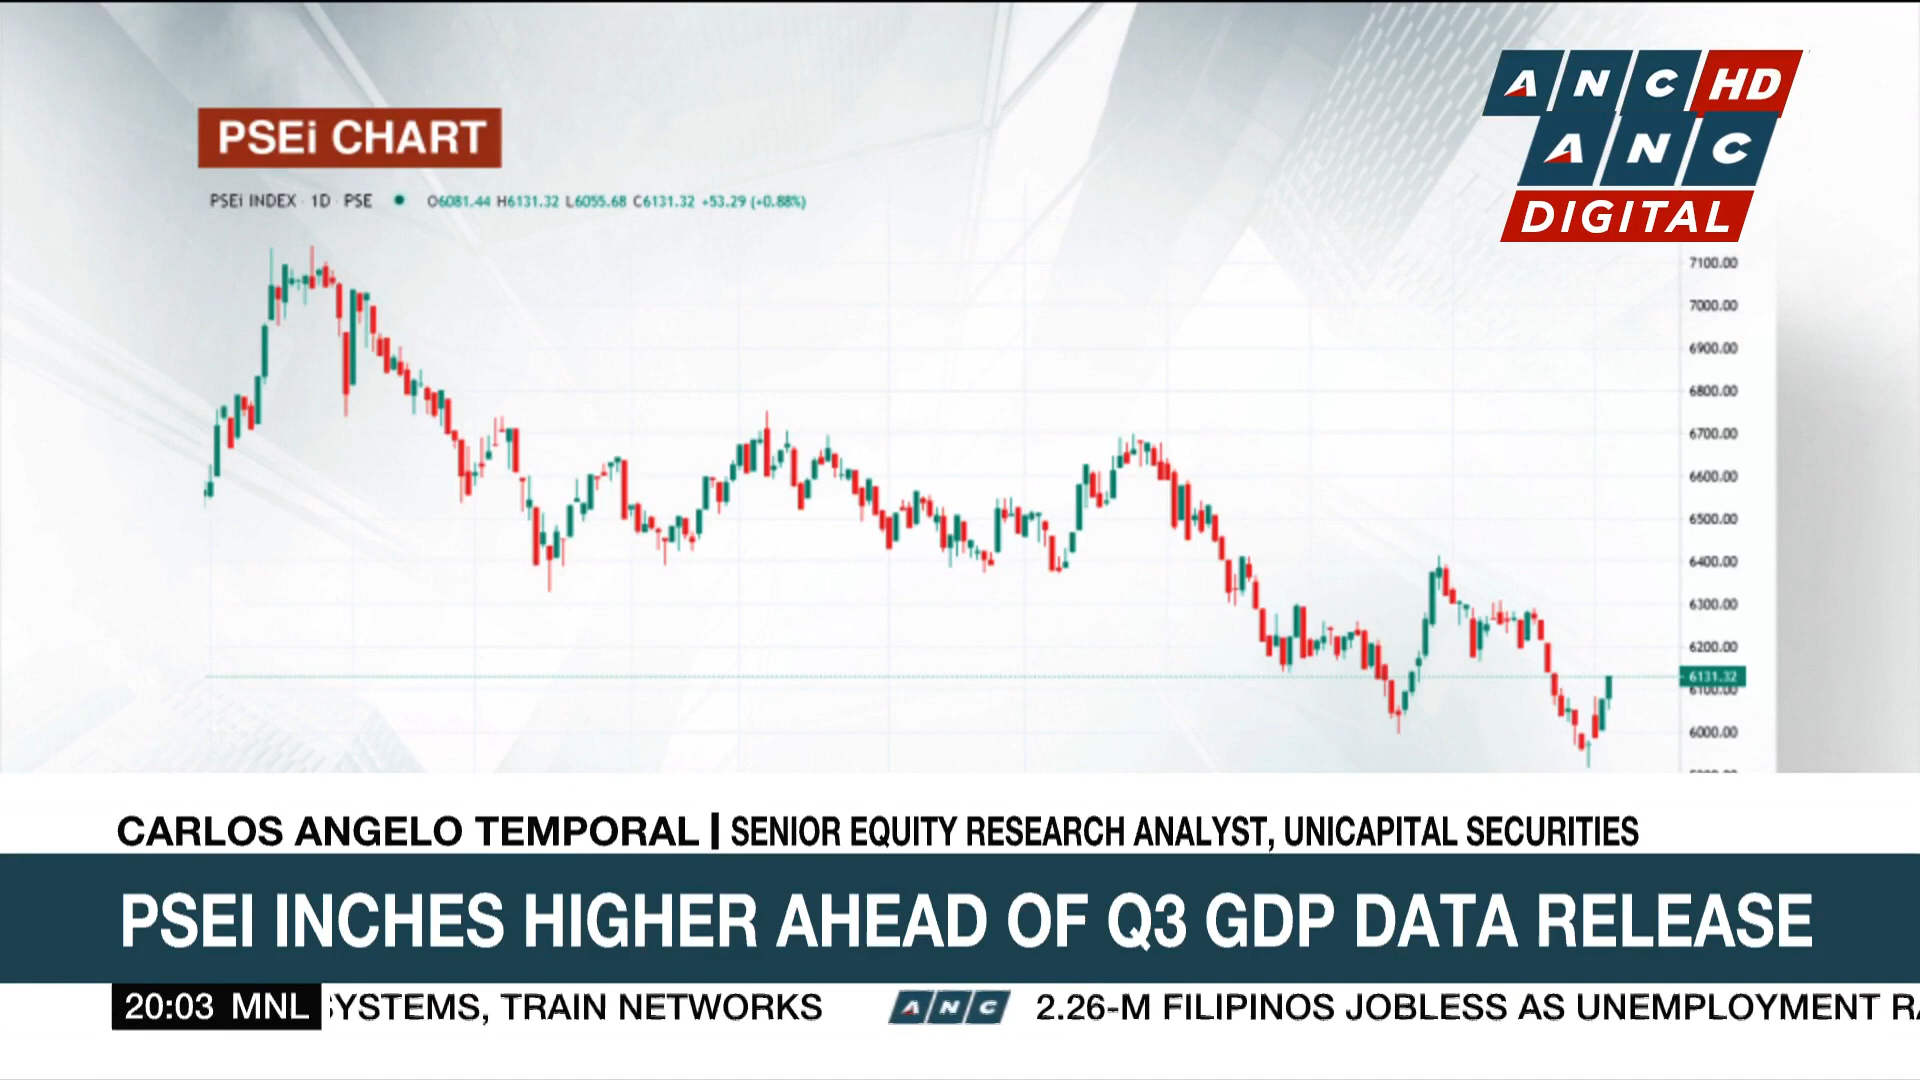 ANC HD
ANC
DIGITAL
PSEi CHART
PSEi INDEX · 1D · PSE O6081.44 H6131.32 L6055.68 C6131.32 +53.29 (+0.88%)
7100.00
7000.00
6900.00
6800.00
6700.00
6600.00
6500.00
6400.00
6300.00
6200.00
6131.32
6100.00
6000.00
CARLOS ANGELO TEMPORAL | SENIOR EQUITY RESEARCH ANALYST, UNICAPITAL SECURITIES
PSEI INCHES HIGHER AHEAD OF Q3 GDP DATA RELEASE
20:03 MNL YSTEMS, TRAIN NETWORKS ANC 2.26-M FILIPINOS JOBLESS AS UNEMPLOYMENT RA